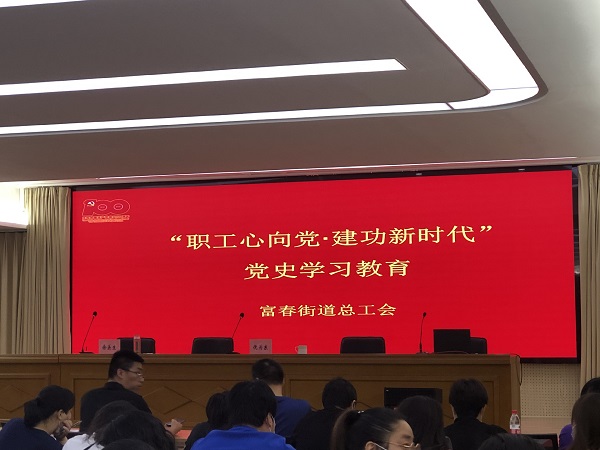 “职工心向党·建功新时代”
党史学习教育
富春街道总工会